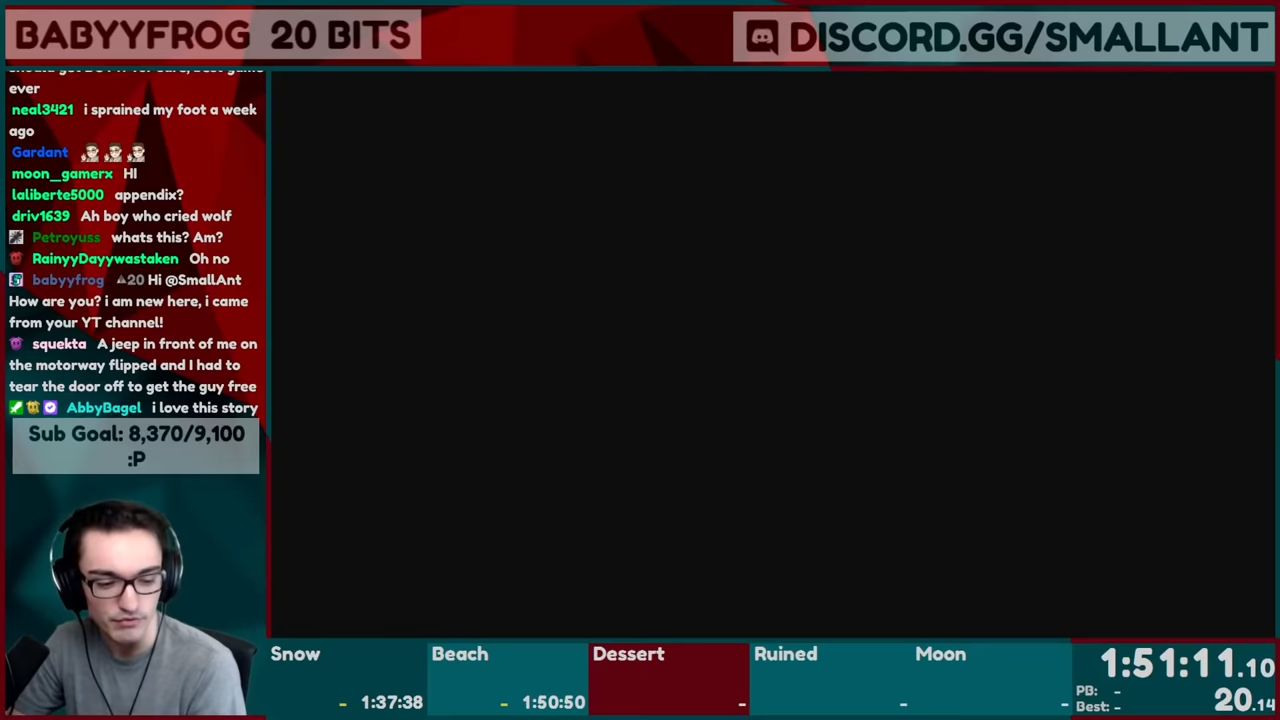 BABYYFROG 20 BITS
DISCORD.GG/SMALLANT
ever
neal3421 i sprained my foot a week
ago
Gardant
moon__gamerx HI
laliberte5000 appendix?
driv1639 Ah boy who cried wolf
Petroyuss whats this? Am?
RainyyDayywastaken Oh no
babyyfrog 20 Hi @SmallAnt
How are you? i am new here, i came
from your YT channel!
squekta A jeep in front of me on
the motorway flipped and I had to
tear the door off to get the guy free
AbbyBagel i love this story
Sub Goal: 8,370/9,100
:P
Snow
- 1:37:38
Beach
- 1:50:50
Dessert
-
Ruined
-
Moon
-
1:51:11.10
PB: -
Best: -
20.14